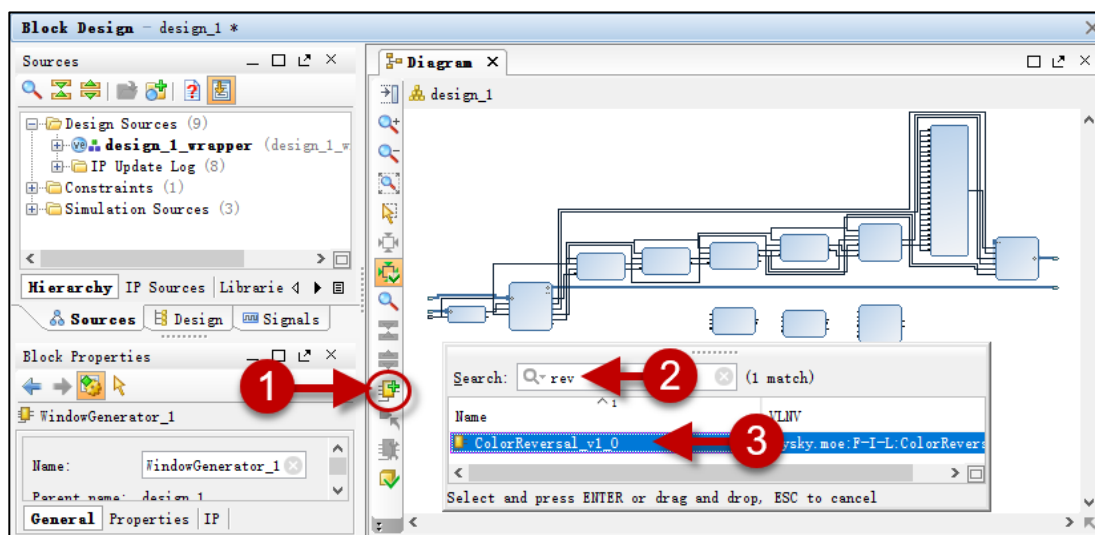 Block Design - design_1 *
Sources
Design Sources (9)
design_1_wrapper (design_1_w
IP Update Log (8)
Constraints (1)
Simulation Sources (3)
Hierarchy IP Sources Librarie
Sources Design Signals
Block Properties
WindowGenerator_1
Name: WindowGenerator_1
Parent name: design_1
General Properties IP
Diagram
design_1
1
Search: rev (1 match)
2
Name 1 VLNV
ColorReversal_v1_0 ysky.moe:F-I-L:ColorRevers
3
Select and press ENTER or drag and drop, ESC to cancel